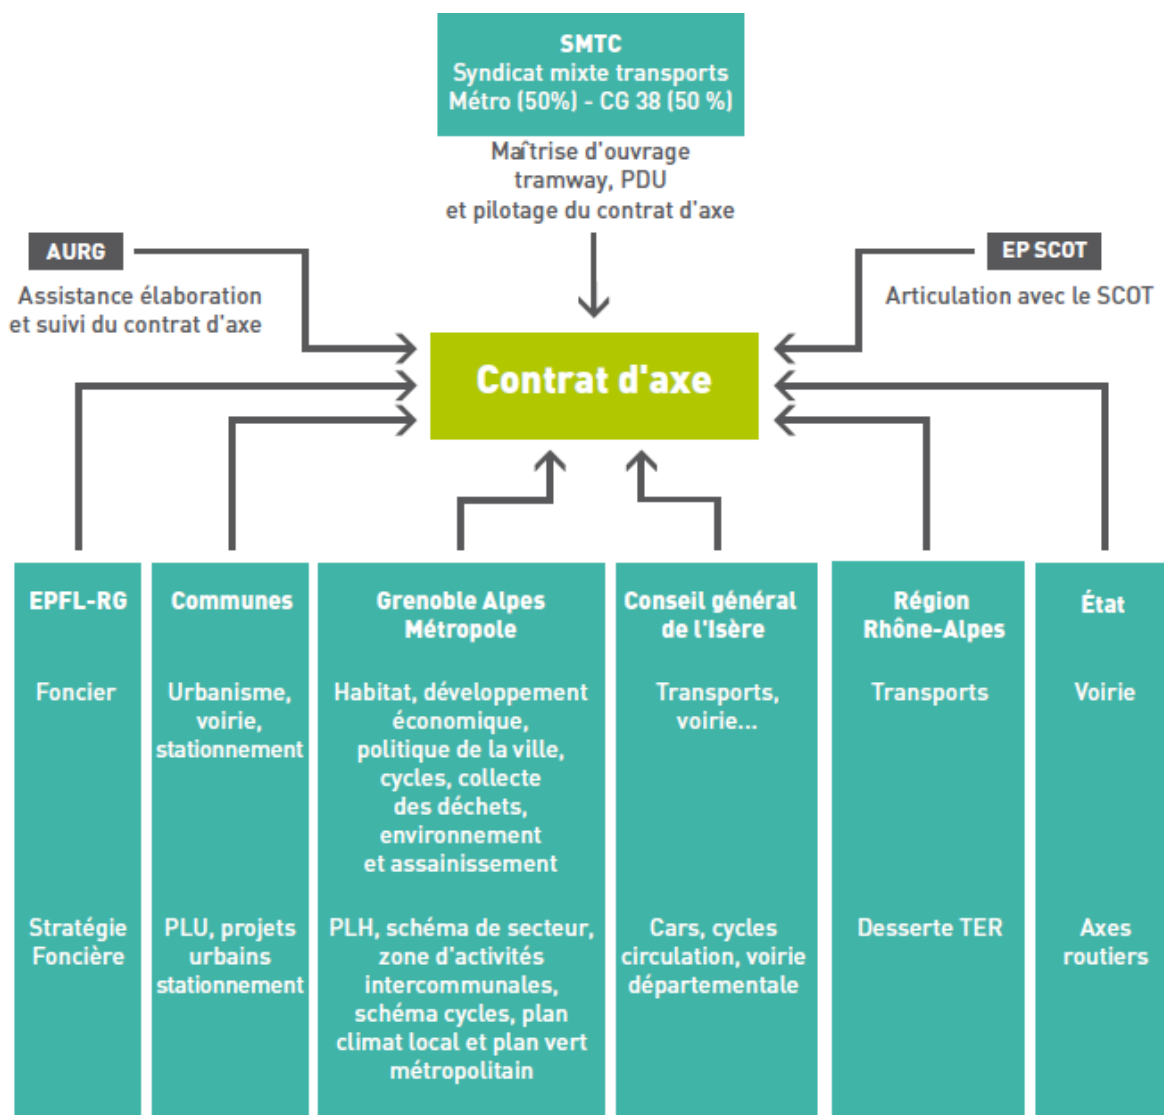 SMTC
Syndicat mixte transports
Métro (50%) - CG 38 (50 %)
Maîtrise d'ouvrage
tramway, PDU
et pilotage du contrat d'axe
AURG
Assistance élaboration
et suivi du contrat d'axe
EP SCOT
Articulation avec le SCOT
Contrat d'axe
EPFL-RG
Foncier
Stratégie
Foncière
Communes
Urbanisme,
voirie,
stationnement
PLU, projets
urbains
stationnement
Grenoble Alpes
Métropole
Habitat, développement
économique,
politique de la ville,
cycles, collecte
des déchets,
environnement
et assainissement
PLH, schéma de secteur,
zone d'activités
intercommunales,
schéma cycles, plan
climat local et plan vert
métropolitain
Conseil général
de l'Isère
Transports,
voirie...
Cars, cycles
circulation, voirie
départementale
Région
Rhône-Alpes
Transports
Desserte TER
État
Voirie
Axes
routiers